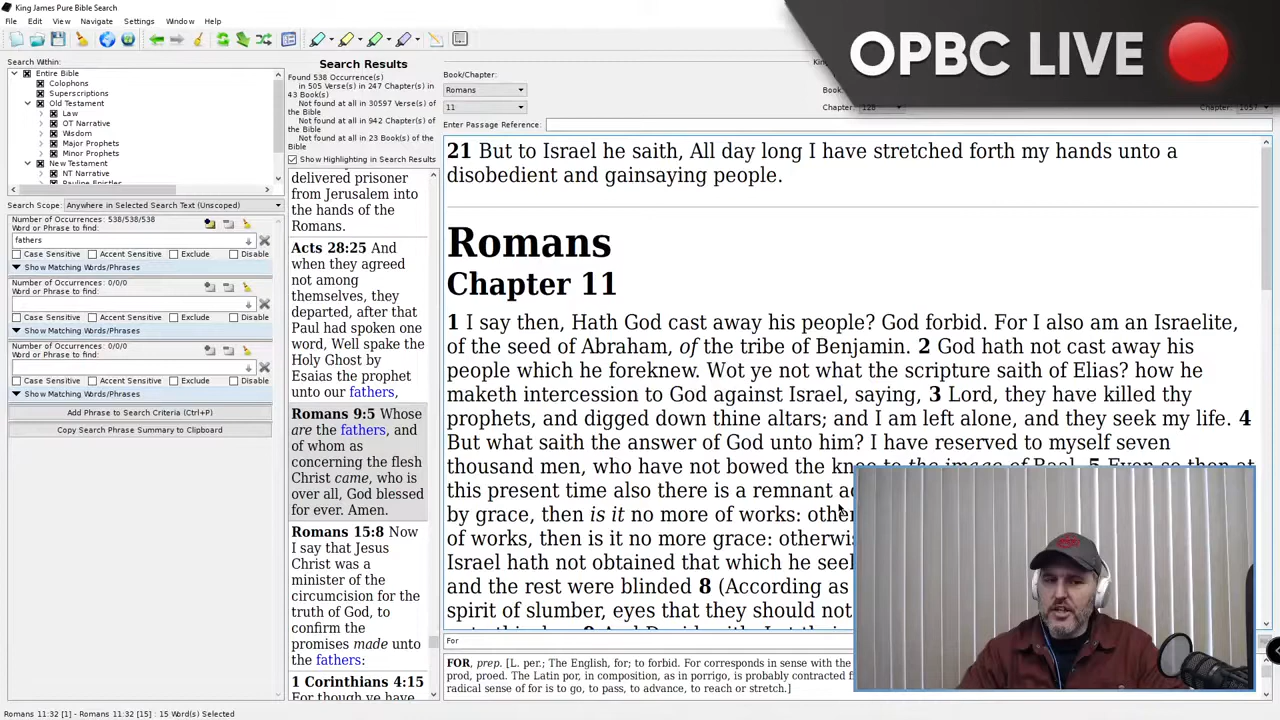 King James Pure Bible Search
File Edit View Navigate Settings Window Help
Search Within:
Entire Bible
Colophons
Superscriptions
Old Testament
Law
OT Narrative
Wisdom
Major Prophets
Minor Prophets
New Testament
NT Narrative
Search Scope: Anywhere in Selected Search Text (Unscoped)
Number of Occurrences: 538/538/538
Word or Phrase to find:
fathers
Case Sensitive Accent Sensitive Exclude Disable
Show Matching Words/Phrases
Number of Occurrences: 0/0/0
Word or Phrase to find:
Case Sensitive Accent Sensitive Exclude Disable
Show Matching Words/Phrases
Number of Occurrences: 0/0/0
Word or Phrase to find:
Case Sensitive Accent Sensitive Exclude Disable
Show Matching Words/Phrases
Add Phrase to Search Criteria (Ctrl+P)
Copy Search Phrase Summary to Clipboard
Search Results
Found 538 Occurrence(s)
in 505 Verse(s) in 247 Chapter(s) in
43 Book(s)
Not found at all in 30597 Verse(s) of the
Bible
Not found at all in 942 Chapter(s) of
the Bible
Not found at all in 23 Book(s) of the
Bible
Show Highlighting in Search Results
delivered prisoner
from Jerusalem into
the hands of the
Romans.
Acts 28:25 And
when they agreed
not among
themselves, they
departed, after that
Paul had spoken one
word, Well spake the
Holy Ghost by
Esaias the prophet
unto our fathers,
Romans 9:5 Whose
are the fathers, and
of whom as
concerning the flesh
Christ came, who is
over all, God blessed
for ever. Amen.
Romans 15:8 Now
I say that Jesus
Christ was a
minister of the
circumcision for the
truth of God, to
confirm the
promises made unto
the fathers:
1 Corinthians 4:15
For though ye have
Book/Chapter:
Romans
11
Chapter:
Enter Passage Reference:
OPBC LIVE
21 But to Israel he saith, All day long I have stretched forth my hands unto a
disobedient and gainsaying people.
Romans
Chapter 11
1 I say then, Hath God cast away his people? God forbid. For I also am an Israelite,
of the seed of Abraham, of the tribe of Benjamin. 2 God hath not cast away his
people which he foreknew. Wot ye not what the scripture saith of Elias? how he
maketh intercession to God against Israel, saying, 3 Lord, they have killed thy
prophets, and digged down thine altars; and I am left alone, and they seek my life. 4
But what saith the answer of God unto him? I have reserved to myself seven
thousand men, who have not bowed the knee to the image of Baal. 5 Even so then at
this present time also there is a remnant
by grace, then is it no more of works:
of works, then is it no more grace:
Israel hath not obtained that which he
and the rest were blinded 8 (According as
spirit of slumber, eyes that they should not
For
FOR, prep. [L. per.; The English, for; to forbid. For corresponds in sense with the
prod, proed. The Latin por, in composition, as in porrigo, is probably contracted
radical sense of for is to go, to pass, to advance, to reach or stretch.]
Romans 11:32 [1] - Romans 11:32 [15] : 15 Word(s) Selected